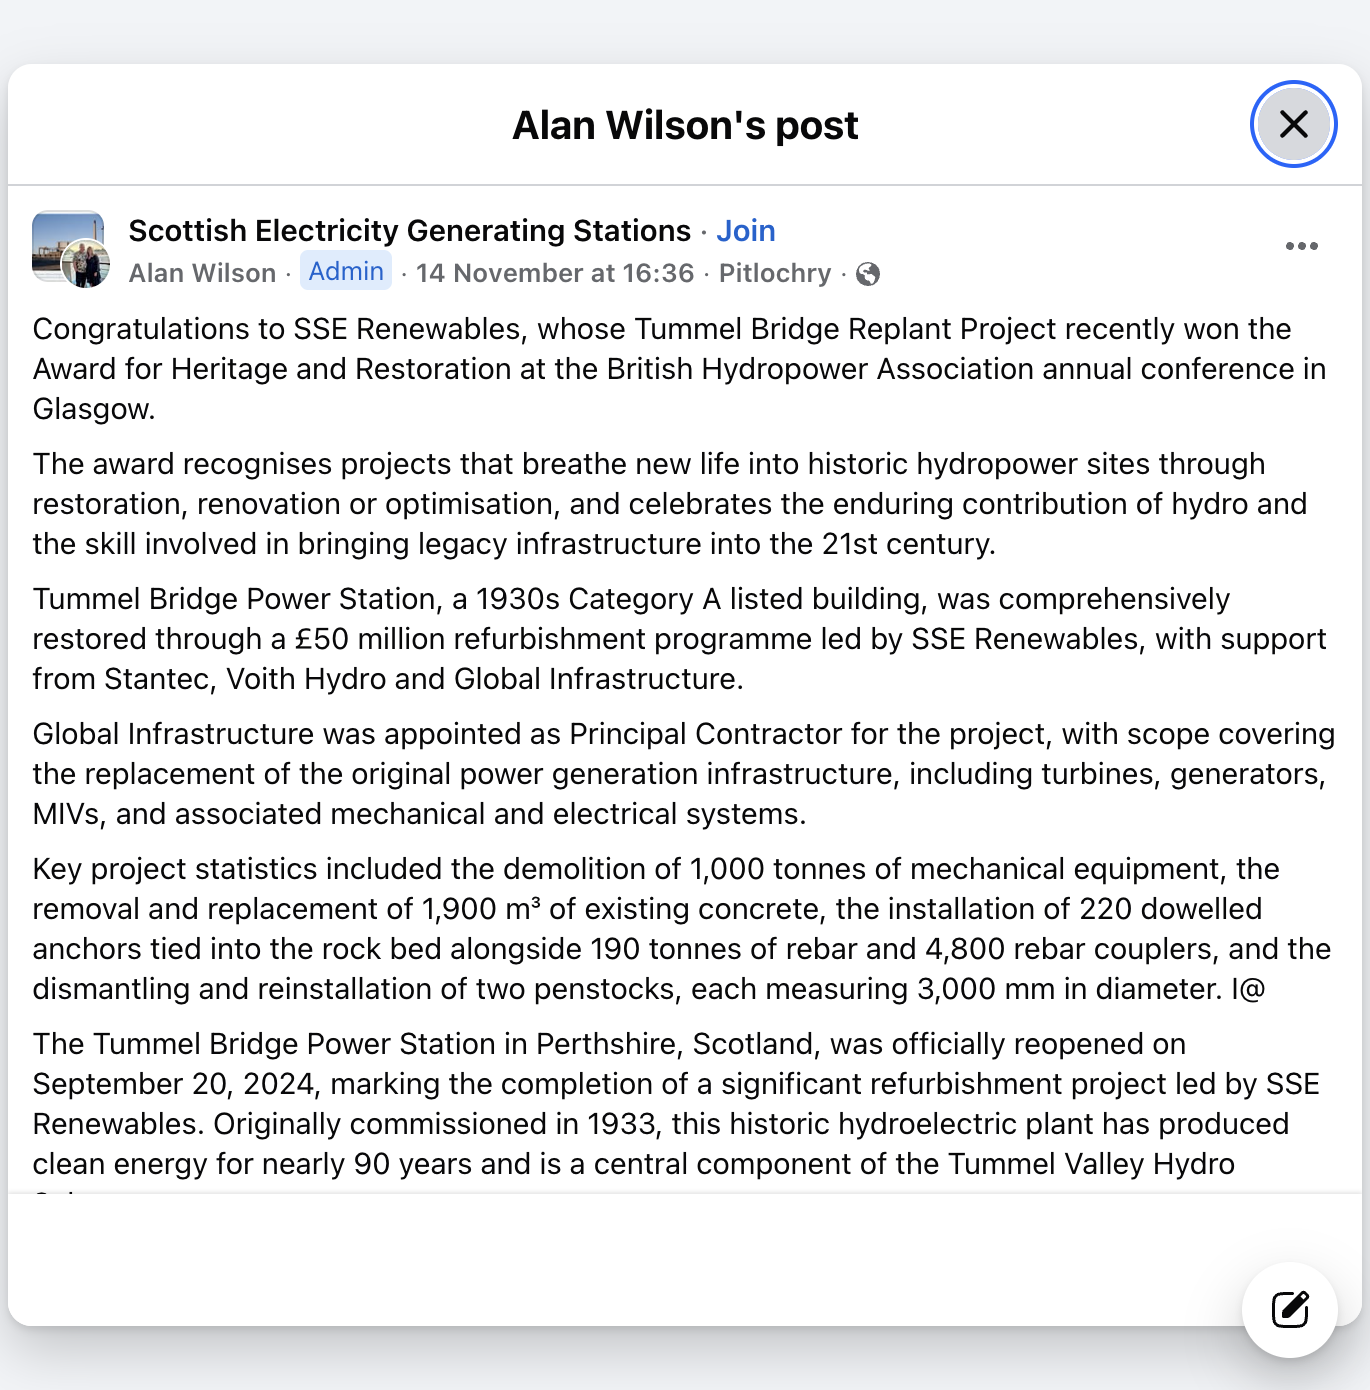 Alan Wilson's post
Scottish Electricity Generating Stations · Join
Alan Wilson · Admin · 14 November at 16:36 · Pitlochry ·
Congratulations to SSE Renewables, whose Tummel Bridge Replant Project recently won the
Award for Heritage and Restoration at the British Hydropower Association annual conference in
Glasgow.
The award recognises projects that breathe new life into historic hydropower sites through
restoration, renovation or optimisation, and celebrates the enduring contribution of hydro and
the skill involved in bringing legacy infrastructure into the 21st century.
Tummel Bridge Power Station, a 1930s Category A listed building, was comprehensively
restored through a £50 million refurbishment programme led by SSE Renewables, with support
from Stantec, Voith Hydro and Global Infrastructure.
Global Infrastructure was appointed as Principal Contractor for the project, with scope covering
the replacement of the original power generation infrastructure, including turbines, generators,
MIVs, and associated mechanical and electrical systems.
Key project statistics included the demolition of 1,000 tonnes of mechanical equipment, the
removal and replacement of 1,900 m³ of existing concrete, the installation of 220 dowelled
anchors tied into the rock bed alongside 190 tonnes of rebar and 4,800 rebar couplers, and the
dismantling and reinstallation of two penstocks, each measuring 3,000 mm in diameter. I@
The Tummel Bridge Power Station in Perthshire, Scotland, was officially reopened on
September 20, 2024, marking the completion of a significant refurbishment project led by SSE
Renewables. Originally commissioned in 1933, this historic hydroelectric plant has produced
clean energy for nearly 90 years and is a central component of the Tummel Valley Hydro